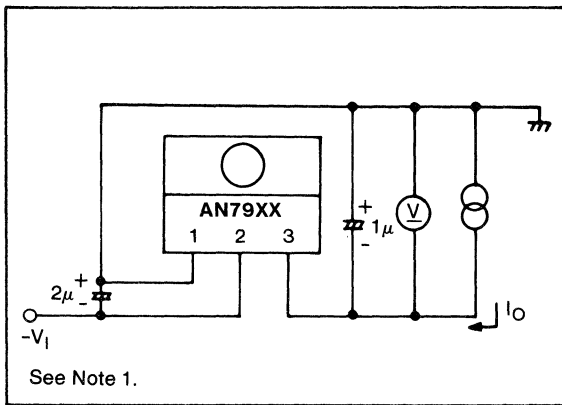 AN79XX
1 2 3
+
-
1μ
V
+
-
2μ
-VI
IO
See Note 1.